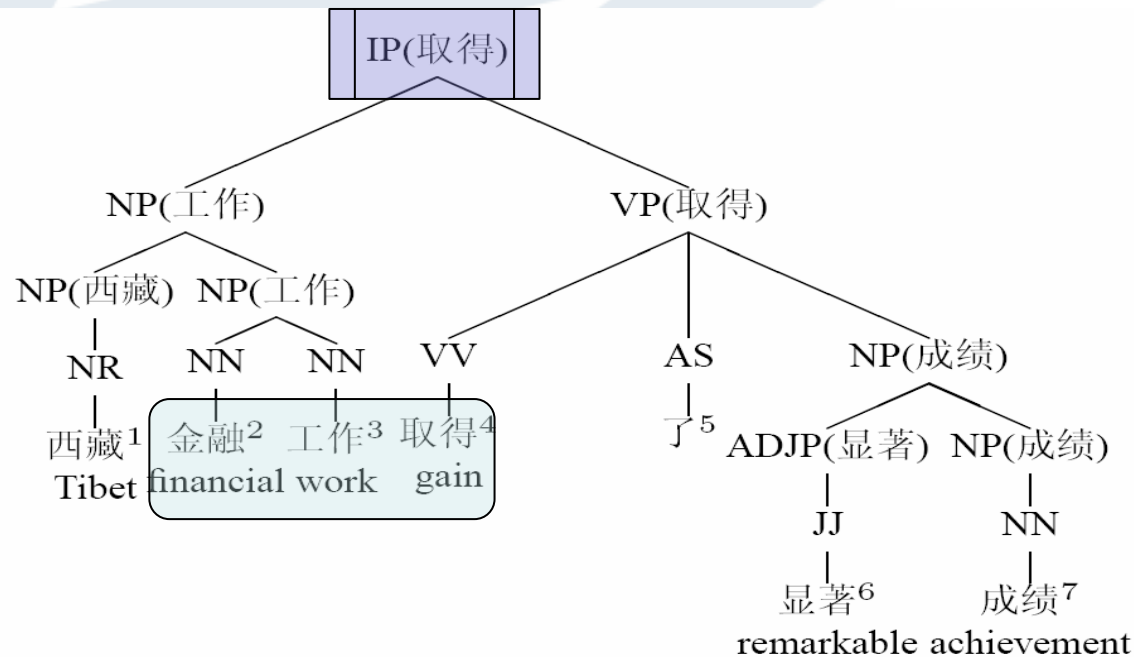 IP(取得)
NP(工作) VP(取得)
NP(西藏) NP(工作)
NR NN NN VV AS NP(成绩)
西藏1 金融2 工作3 取得4 了5 ADJP(显著) NP(成绩)
Tibet financial work gain
JJ NN
显著6 成绩7
remarkable achievement